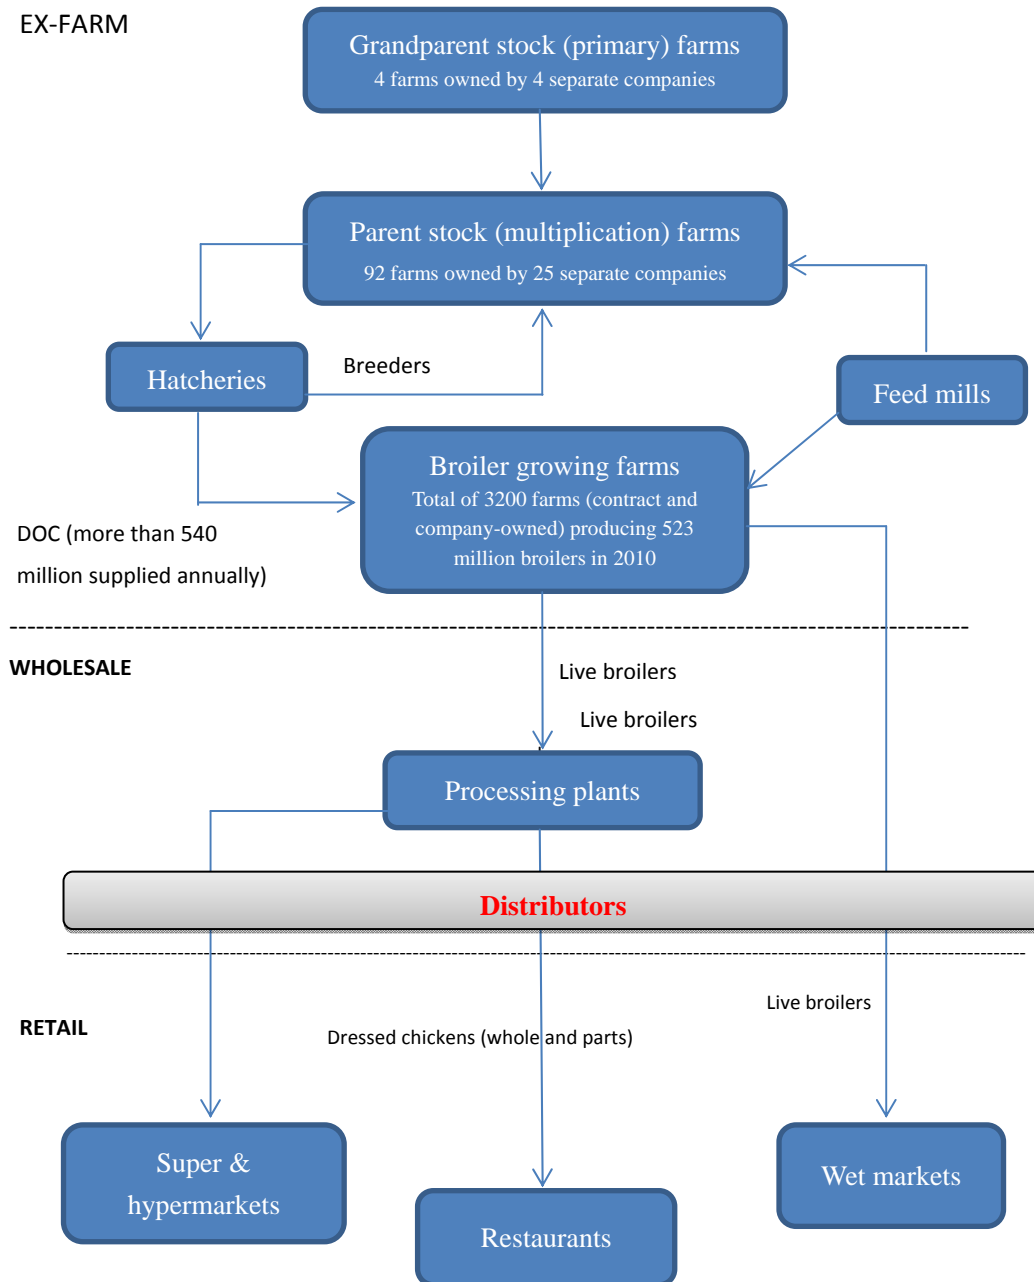 EX-FARM
Grandparent stock (primary) farms
4 farms owned by 4 separate companies
Parent stock (multiplication) farms
92 farms owned by 25 separate companies
Hatcheries
Breeders
Feed mills
Broiler growing farms
Total of 3200 farms (contract and
company-owned) producing 523
million broilers in 2010
DOC (more than 540
million supplied annually)
WHOLESALE
Live broilers
Live broilers
Processing plants
Distributors
RETAIL
Live broilers
Dressed chickens (whole and parts)
Super &
hypermarkets
Restaurants
Wet markets